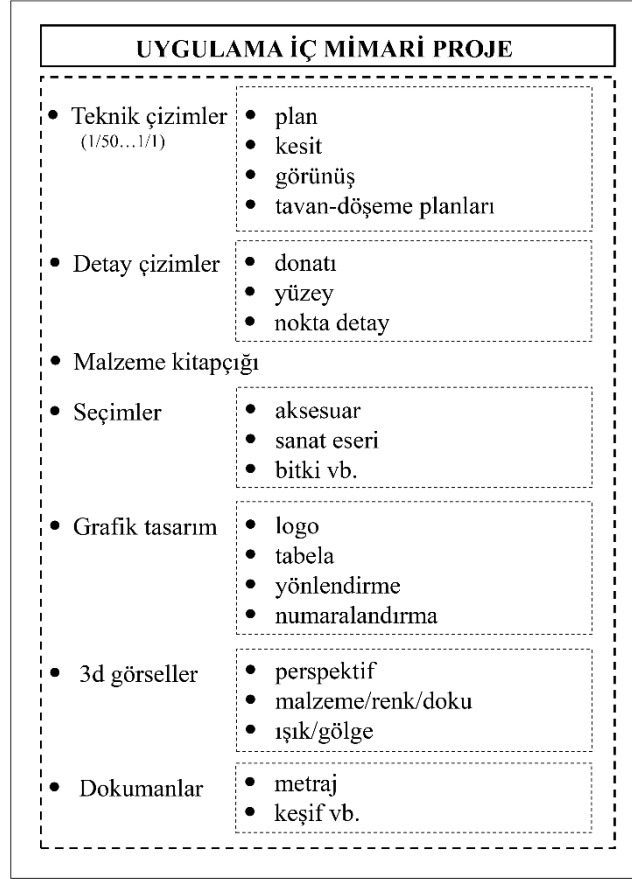 UYGULAMA İÇ MİMARİ PROJE
• Teknik çizimler
(1/50…1/1)
• plan
• kesit
• görünüş
• tavan-döşeme planları
• Detay çizimler
• donatı
• yüzey
• nokta detay
• Malzeme kitapçığı
• Seçimler
• aksesuar
• sanat eseri
• bitki vb.
• Grafik tasarım
• logo
• tabela
• yönlendirme
• numaralandırma
• 3d görseller
• perspektif
• malzeme/renk/doku
• ışık/gölge
• Dokumanlar
• metraj
• keşif vb.